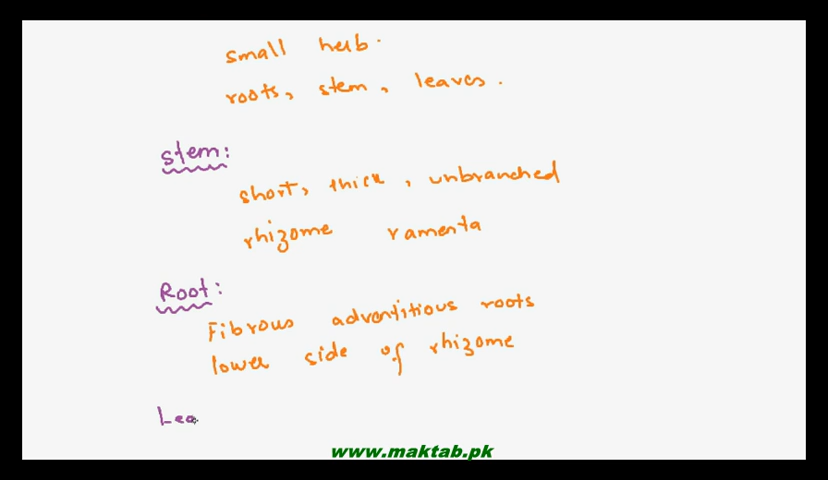 small herb.
roots, stem, leaves.
stem:
short, thick, unbranched
rhizome ramenta
Root:
Fibrous adventitious roots
lower side of rhizome
Lea
www.maktab.pk